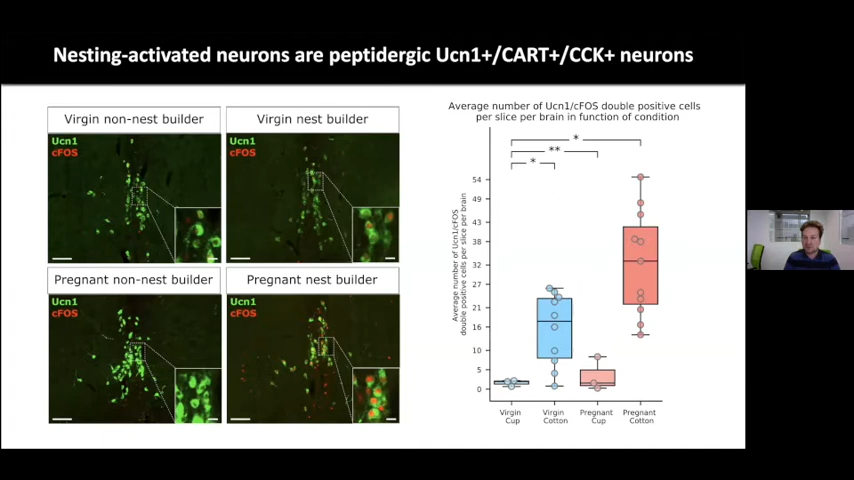 Nesting-activated neurons are peptidergic Ucn1+/CART+/CCK+ neurons
Virgin non-nest builder
Virgin nest builder
Ucn1
cFOS
Ucn1
cFOS
Pregnant non-nest builder
Pregnant nest builder
Ucn1
cFOS
Ucn1
cFOS
Average number of Ucn1/cFOS double positive cells
per slice per brain in function of condition
*
**
*
Average number of Ucn1/cFOS
double positive cells per slice per brain
54
49
43
38
32
27
21
16
10
5
0
Virgin
Cup
Virgin
Cotton
Pregnant
Cup
Pregnant
Cotton